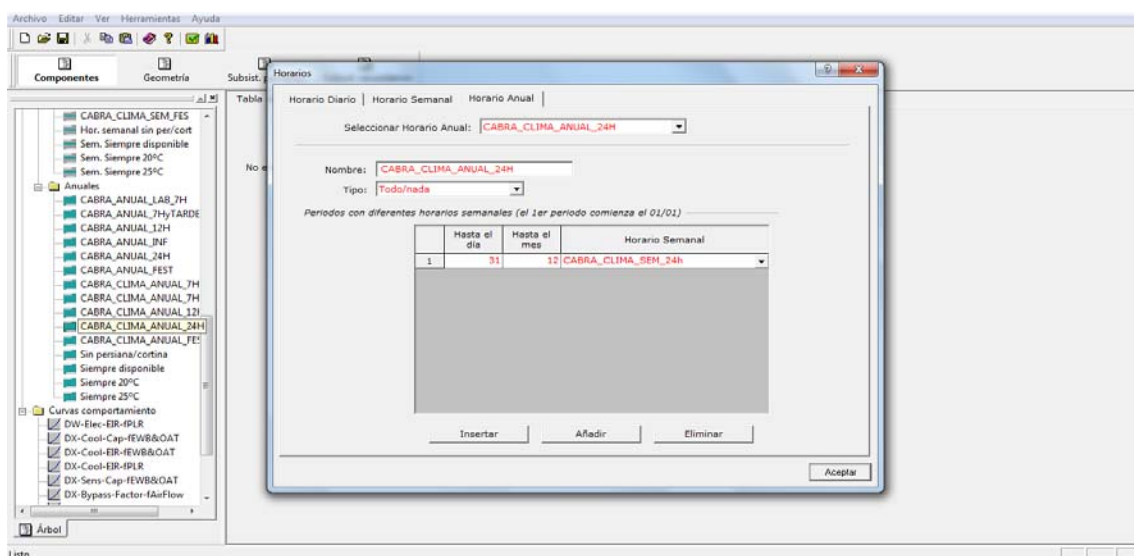 Archivo Editar Ver Herramientas Ayuda
Componentes
Geometría
Subsist.
Horarios
Tabla
No e
Horario Diario
Horario Semanal
Horario Anual
Seleccionar Horario Anual: CABRA_CLIMA_ANUAL_24H
Nombre: CABRA_CLIMA_ANUAL_24H
Tipo: Todo/nada
Periodos con diferentes horarios semanales (el 1er periodo comienza el 01/01)
Hasta el día
Hasta el mes
Horario Semanal
1 31 12 CABRA_CLIMA_SEM_24h
Insertar
Añadir
Eliminar
Aceptar
CABRA_CLIMA_SEM_FES
Hor. semanal sin per/cort
Sem. Siempre disponible
Sem. Siempre 20ºC
Sem. Siempre 25ºC
Anuales
CABRA_ANUAL_LAB_7H
CABRA_ANUAL_7HyTARDE
CABRA_ANUAL_12H
CABRA_ANUAL_INF
CABRA_ANUAL_24H
CABRA_ANUAL_FEST
CABRA_CLIMA_ANUAL_7H
CABRA_CLIMA_ANUAL_7H
CABRA_CLIMA_ANUAL_12
CABRA_CLIMA_ANUAL_24H
CABRA_CLIMA_ANUAL_FE
Sin persiana/cortina
Siempre disponible
Siempre 20ºC
Siempre 25ºC
Curvas comportamiento
DW-Elec-EIR-fPLR
DX-Cool-Cap-fEWB&OAT
DX-Cool-EIR-fEWB&OAT
DX-Cool-EIR-fPLR
DX-Sens-Cap-fEWB&OAT
DX-Bypass-Factor-fAirFlow
Árbol
Listo